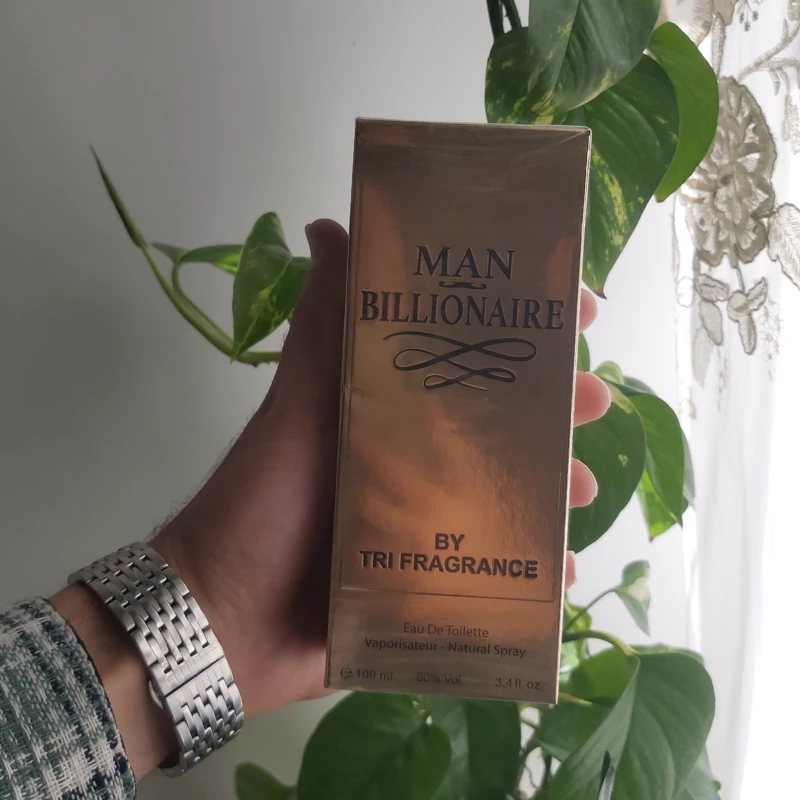 MAN
BILLIONAIRE
BY
TRI FRAGRANCE
Eau De Toilette
Vaporisateur - Natural Spray
℮ 100 ml 80% Vol 3.4 fl. oz.